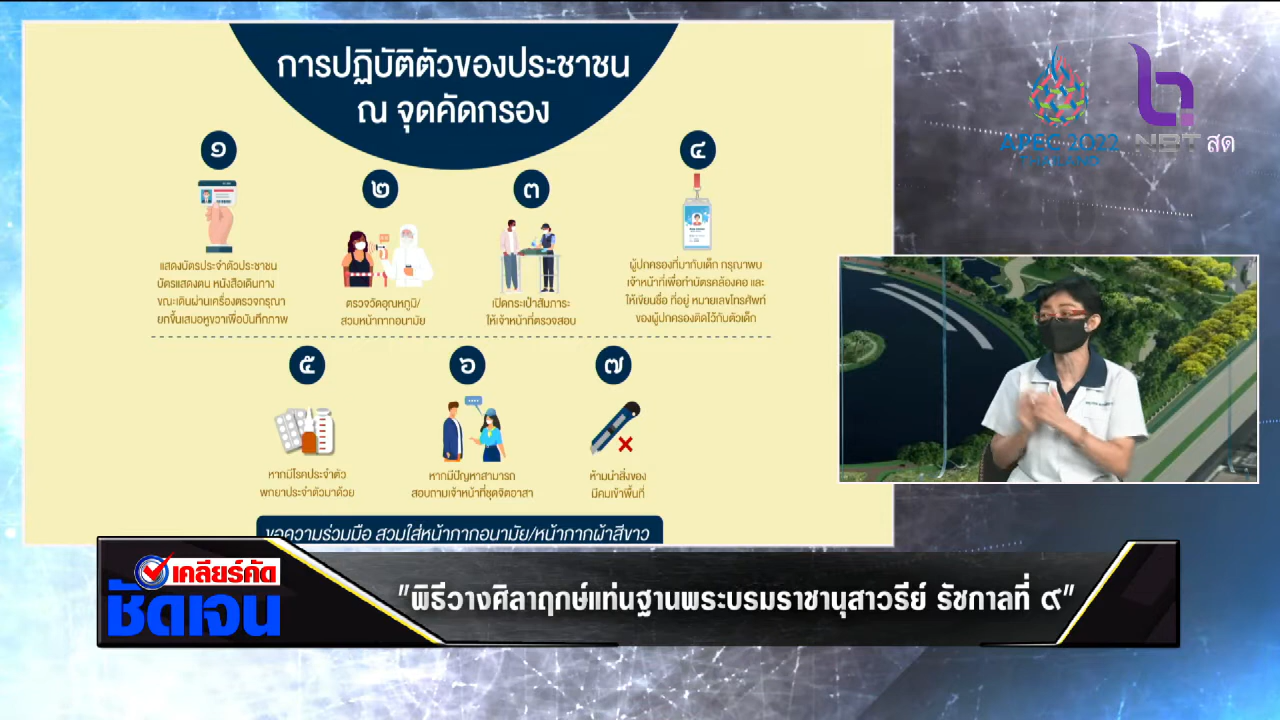 การปฏิบัติตัวของประชาชน
ณ จุดคัดกรอง
๑
แสดงบัตรประจำตัวประชาชน
บัตรแสดงตน หนังสือเดินทาง
ขณะเดินผ่านเครื่องตรวจกรุณา
ยกขึ้นเสมอหูขวาเพื่อบันทึกภาพ
๒
ตรวจวัดอุณหภูมิ/
สวมหน้ากากอนามัย
๓
เปิดกระเป๋าสัมภาระ
ให้เจ้าหน้าที่ตรวจสอบ
๔
ผู้ปกครองที่มากับเด็ก กรุณาพบ
เจ้าหน้าที่เพื่อทำบัตรคล้องคอ และ
ให้เขียนชื่อ ที่อยู่ หมายเลขโทรศัพท์
ของผู้ปกครองติดไว้กับตัวเด็ก
๕
หากมีโรคประจำตัว
พกยาประจำตัวมาด้วย
๖
หากมีปัญหาสามารถ
สอบถามเจ้าหน้าที่ชุดจิตอาสา
๗
ห้ามนำสิ่งของ
มีคมเข้าพื้นที่
ขอความร่วมมือ สวมใส่หน้ากากอนามัย/หน้ากากผ้าสีขาว
APEC 2022
THAILAND
NBT สด
เคลียร์คัด
ชัดเจน
"พิธีวางศิลาฤกษ์แท่นฐานพระบรมราชานุสาวรีย์ รัชกาลที่ ๙"